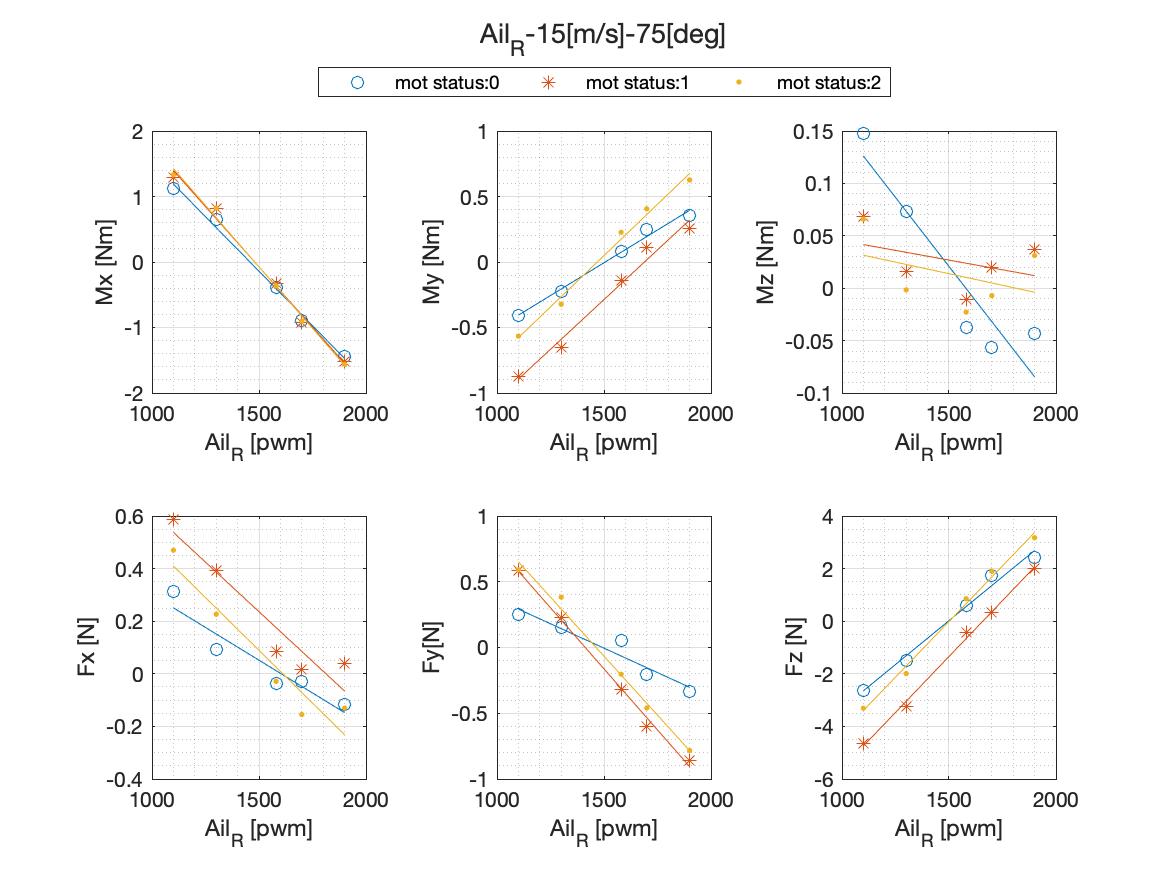 Ail_R-15[m/s]-75[deg]
mot status:0 mot status:1 mot status:2
Mx [Nm]
2
1
0
-1
-2
1000 1500 2000
Ail_R [pwm]
My [Nm]
1
0.5
0
-0.5
-1
1000 1500 2000
Ail_R [pwm]
Mz [Nm]
0.15
0.1
0.05
0
-0.05
-0.1
1000 1500 2000
Ail_R [pwm]
Fx [N]
0.6
0.4
0.2
0
-0.2
-0.4
1000 1500 2000
Ail_R [pwm]
Fy[N]
1
0.5
0
-0.5
-1
1000 1500 2000
Ail_R [pwm]
Fz [N]
4
2
0
-2
-4
-6
1000 1500 2000
Ail_R [pwm]